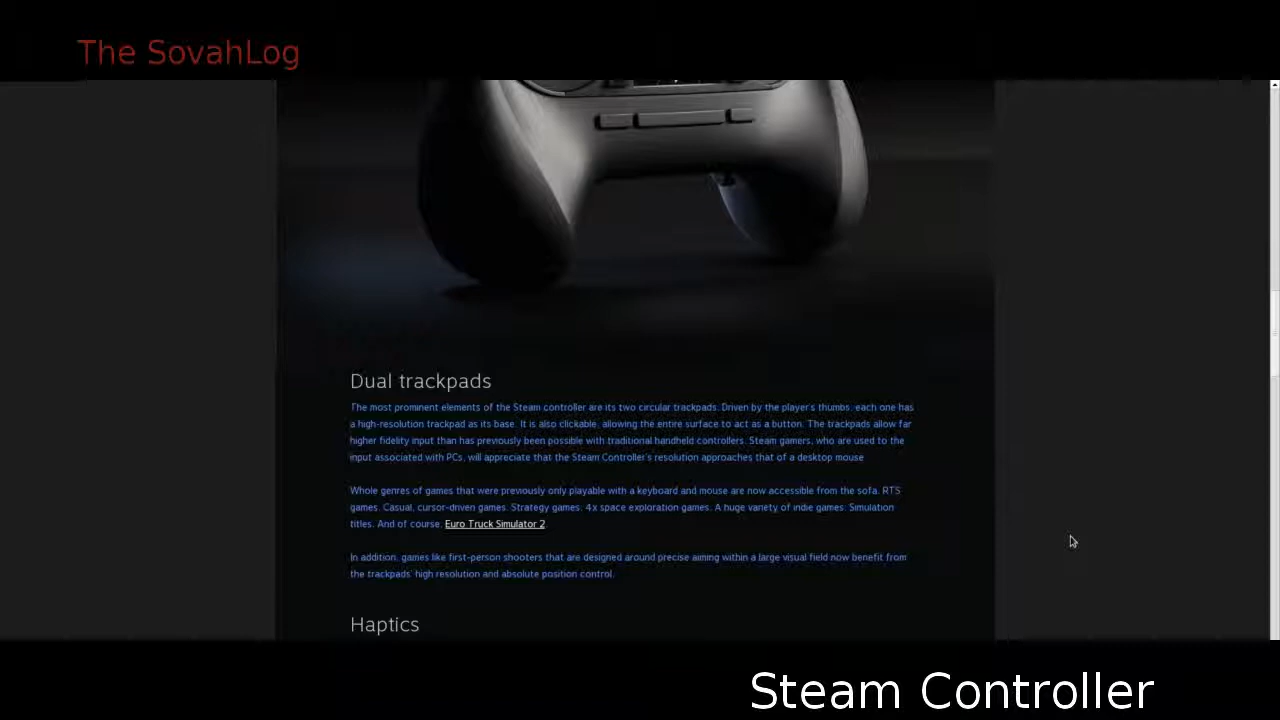 The SovahLog
Dual trackpads
The most prominent elements of the Steam controller are its two circular trackpads. Driven by the player's thumbs, each one has
a high-resolution trackpad as its base. It is also clickable, allowing the entire surface to act as a button. The trackpads allow far
higher fidelity input than has previously been possible with traditional handheld controllers. Steam gamers, who are used to the
input associated with PCs, will appreciate that the Steam Controller's resolution approaches that of a desktop mouse
Whole genres of games that were previously only playable with a keyboard and mouse are now accessible from the sofa. RTS
games. Casual, cursor-driven games. Strategy games. 4x space exploration games. A huge variety of indie games. Simulation
titles. And of course, Euro Truck Simulator 2.
In addition, games like first-person shooters that are designed around precise aiming within a large visual field now benefit from
the trackpads' high resolution and absolute position control.
Haptics
Steam Controller